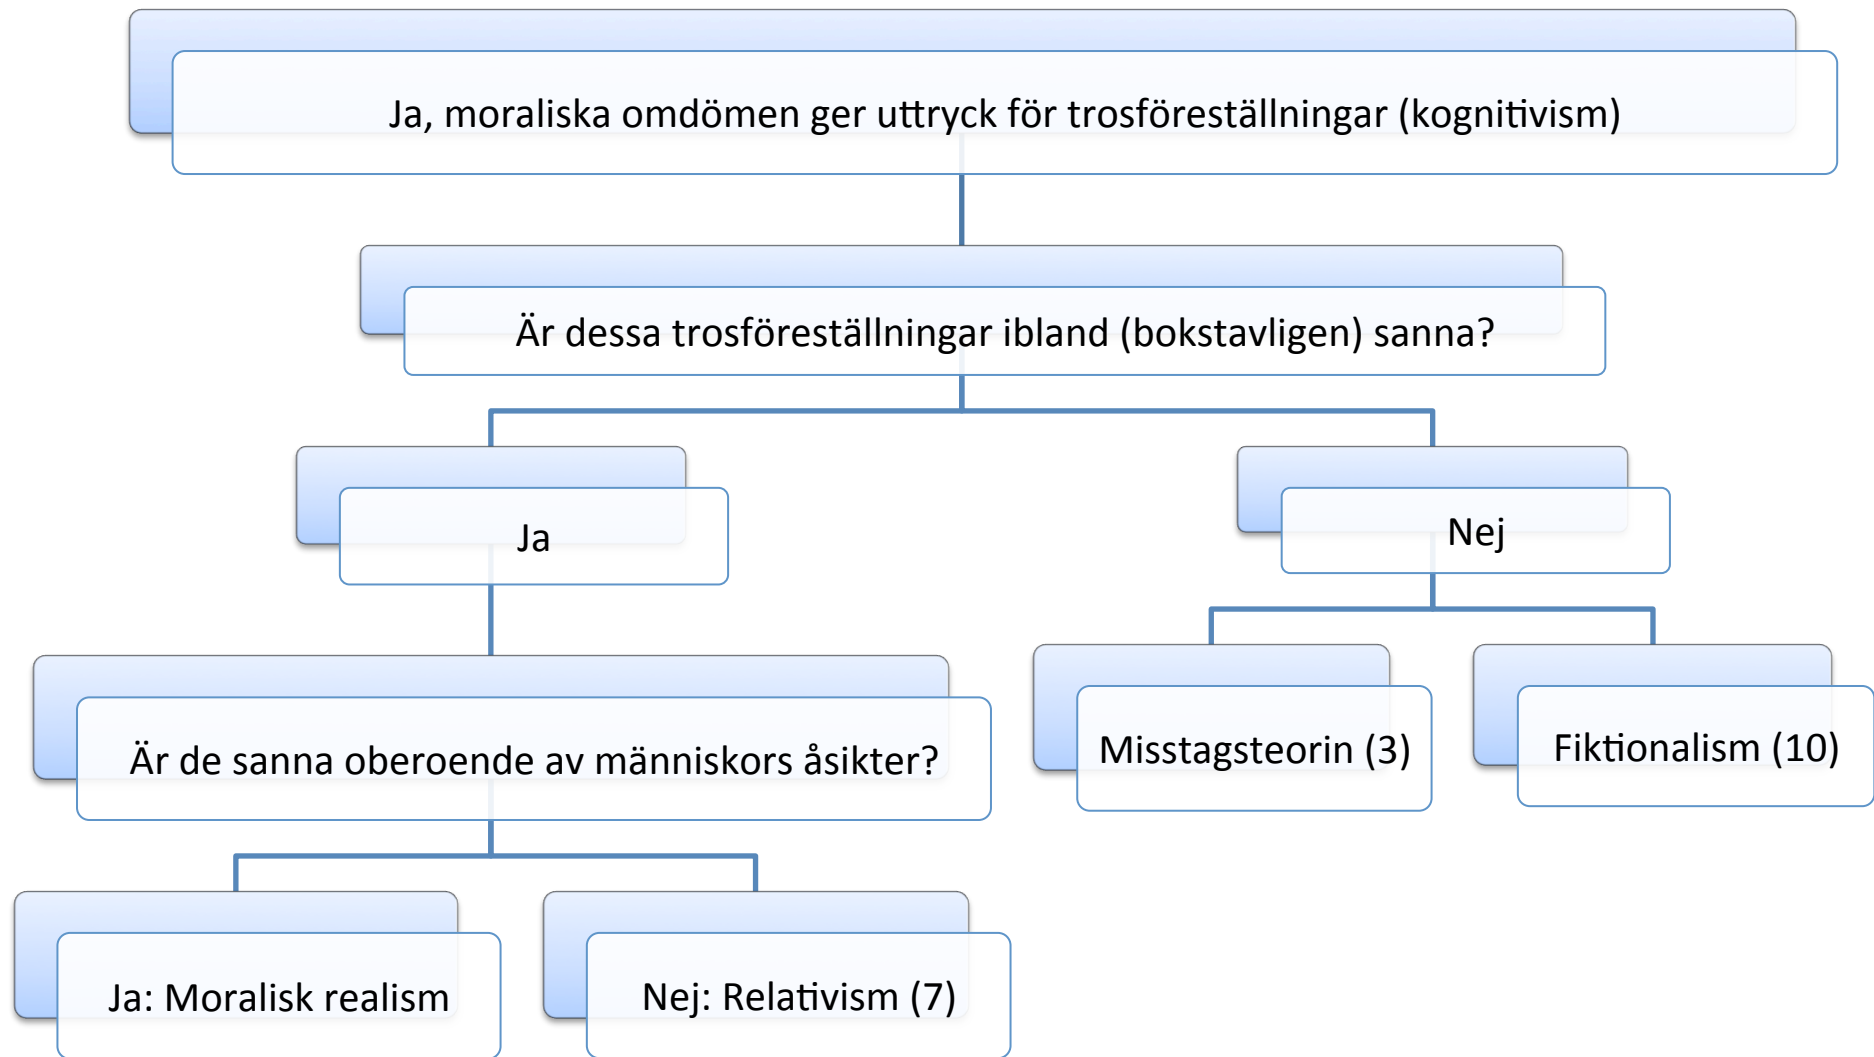 Ja, moraliska omdömen ger uttryck för trosföreställningar (kognitivism)
Är dessa trosföreställningar ibland (bokstavligen) sanna?
Ja
Nej
Är de sanna oberoende av människors åsikter?
Misstagsteorin (3)
Fiktionalism (10)
Ja: Moralisk realism
Nej: Relativism (7)